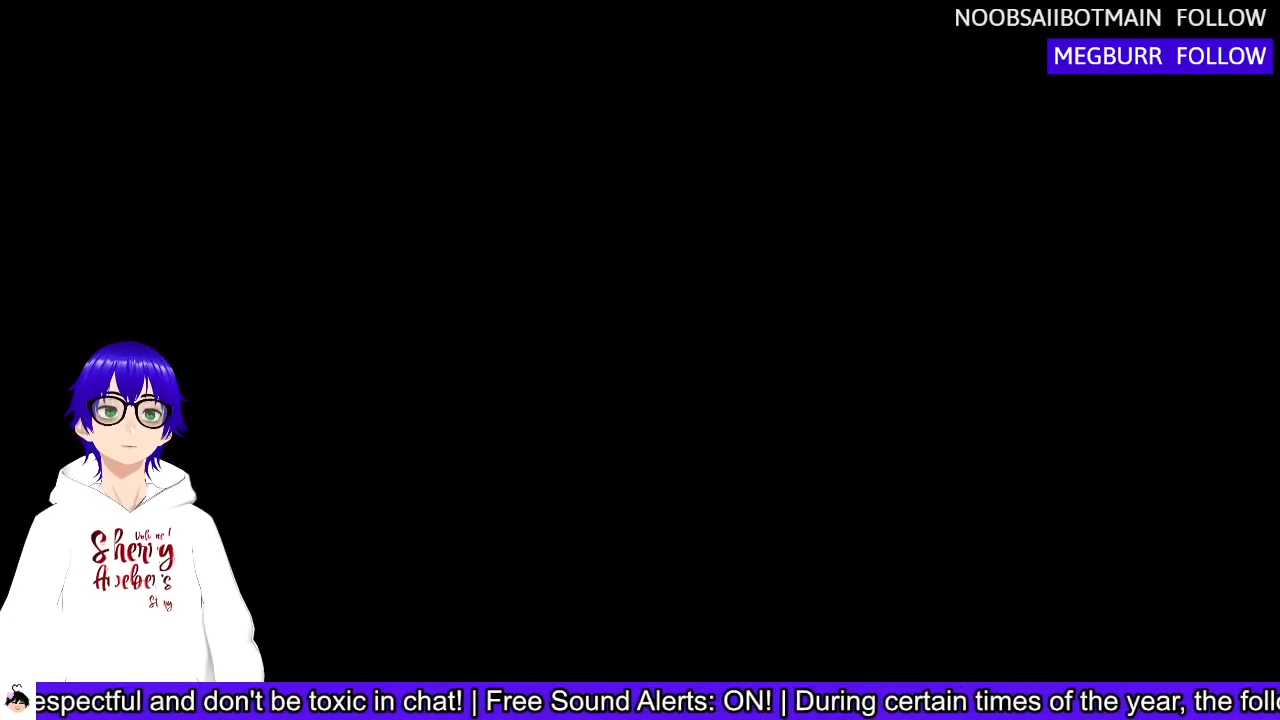 NOOBSAIIBOTMAIN FOLLOW
MEGBURR FOLLOW
Sherry
espectful and don't be toxic in chat! | Free Sound Alerts: ON! | During certain times of the year, the follo